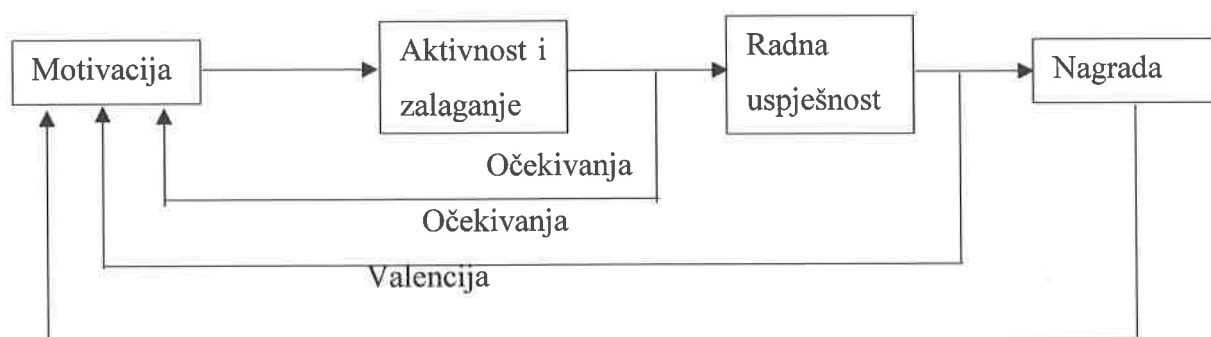 Motivacija
Aktivnost i
zalaganje
Radna
uspješnost
Nagrada
Očekivanja
Očekivanja
Valencija